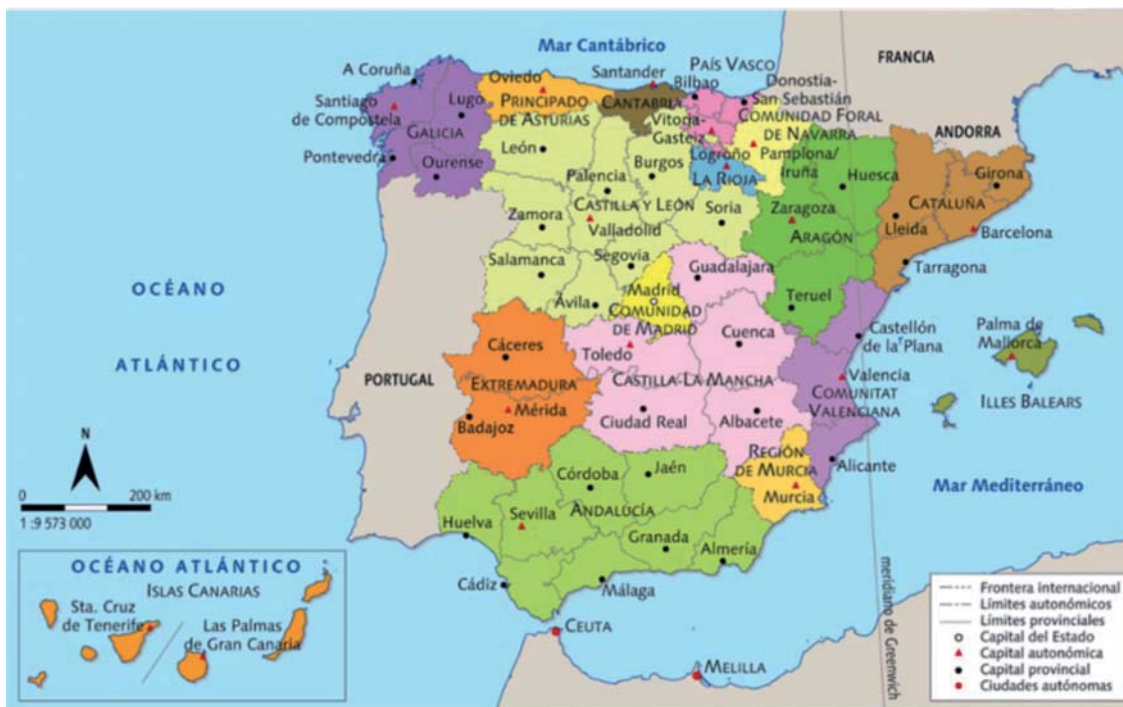 Mar Cantábrico
FRANCIA
A Coruña
Oviedo
Santander
PAÍS VASCO
Bilbao
Donostia-
San Sebastián
Santiago
de Compostela
Lugo
PRINCIPADO
DE ASTURIAS
CANTABRIA
Vitoria-
Gasteiz
COMUNIDAD FORAL
DE NAVARRA
ANDORRA
GALICIA
Pontevedra
Ourense
León
Burgos
Logroño
LA RIOJA
Pamplona/
Iruña
Huesca
Girona
Palencia
CATALUÑA
Zamora
CASTILLA Y LEÓN
Valladolid
Soria
Zaragoza
ARAGÓN
Lleida
Barcelona
Salamanca
Segovia
Guadalajara
Tarragona
OCÉANO
ATLÁNTICO
Ávila
Madrid
COMUNIDAD
DE MADRID
Teruel
Cáceres
Toledo
Cuenca
Castellón
de la Plana
Palma de
Mallorca
PORTUGAL
EXTREMADURA
CASTILLA-LA MANCHA
Valencia
COMUNITAT
VALENCIANA
ILLES BALEARS
Mérida
Badajoz
Ciudad Real
Albacete
N
0 200 km
1 :9 573 000
Córdoba
Jaén
REGIÓN
DE MURCIA
Murcia
Alicante
Mar Mediterráneo
Huelva
Sevilla
ANDALUCÍA
Granada
Almería
Cádiz
Málaga
meridiano de Greenwich
CEUTA
MELILLA
OCÉANO ATLÁNTICO
ISLAS CANARIAS
Sta. Cruz
de Tenerife
Las Palmas
de Gran Canaria
Frontera internacional
Límites autonómicos
Límites provinciales
Capital del Estado
Capital autonómica
Capital provincial
Ciudades autónomas